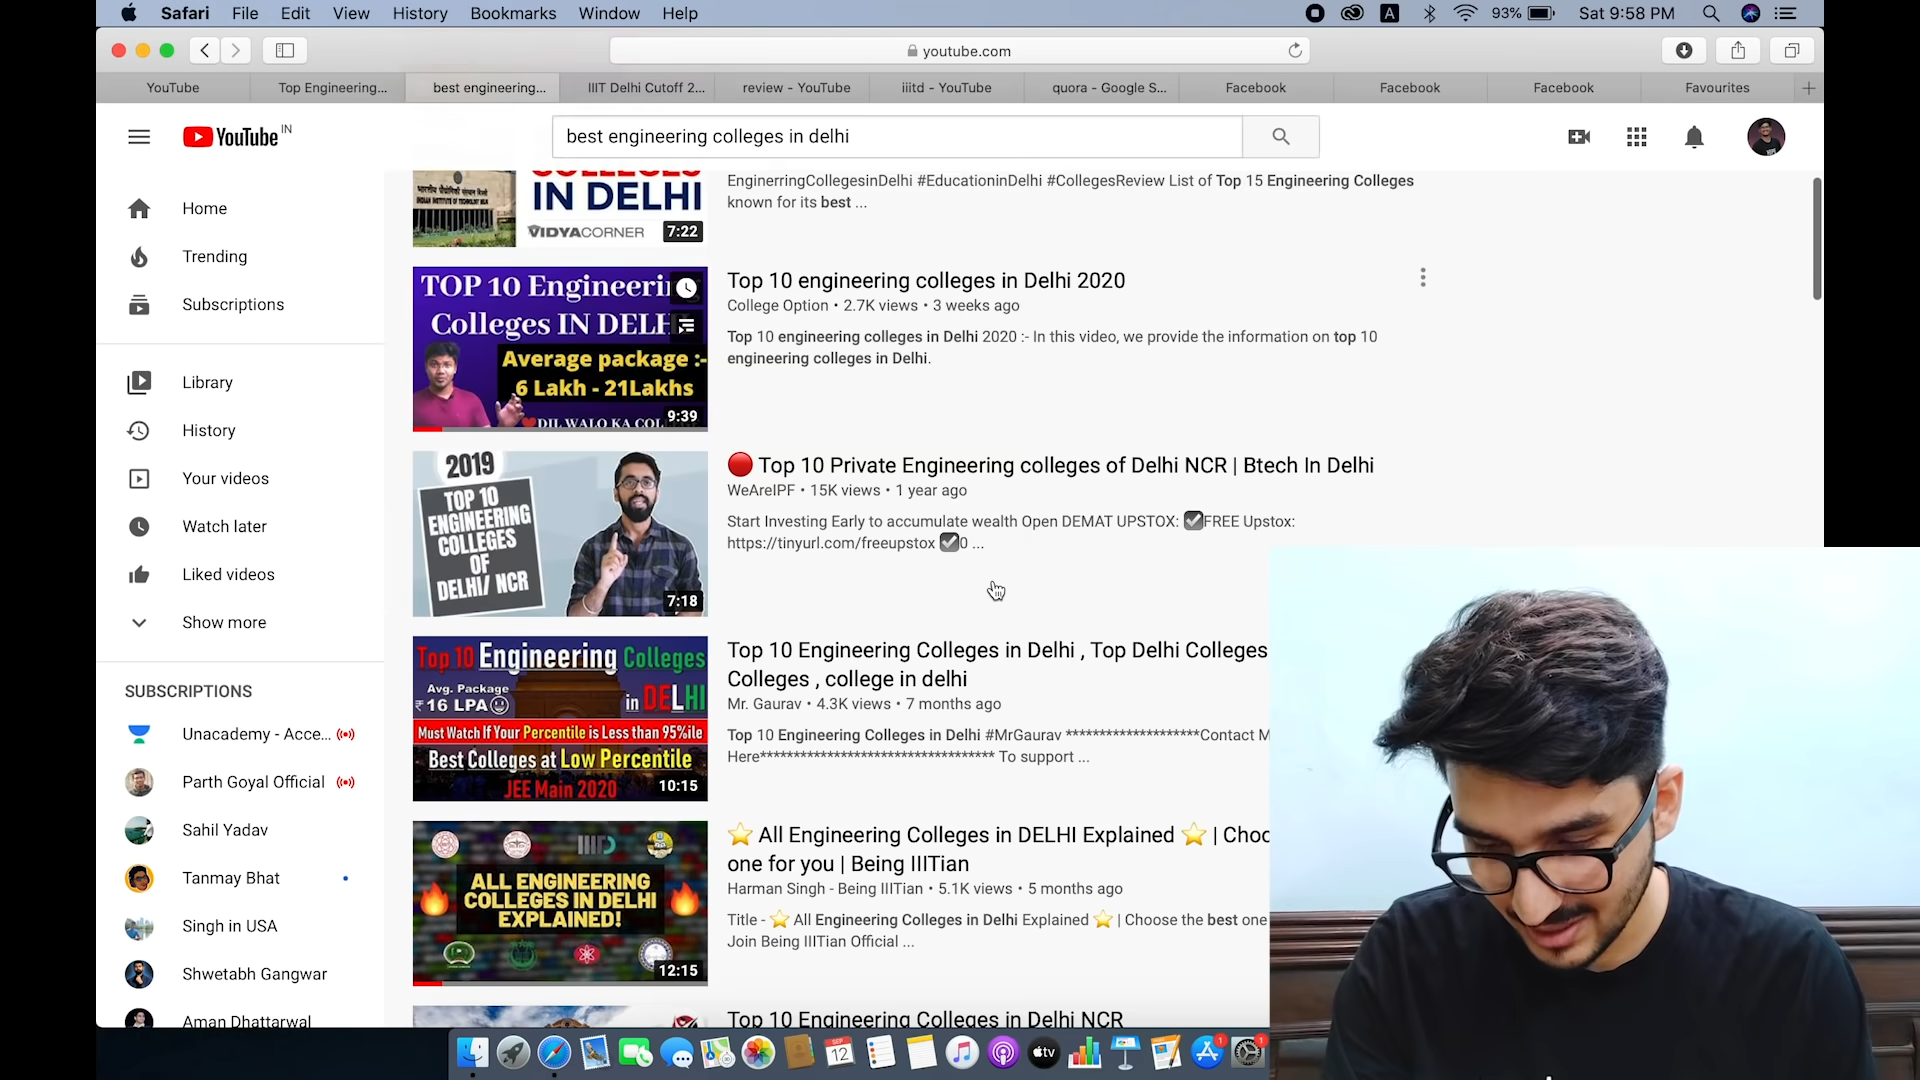 Safari File Edit View History Bookmarks Window Help
A 93% Sat 9:58 PM
youtube.com
YouTube Top Engineering... best engineering... IIIT Delhi Cutoff 2... review - YouTube iiitd - YouTube quora - Google S... Facebook Facebook Facebook Favourites
YouTube IN
best engineering colleges in delhi
Home
Trending
Subscriptions
Library
History
Your videos
Watch later
Liked videos
Show more
SUBSCRIPTIONS
Unacademy - Acce...
Parth Goyal Official
Sahil Yadav
Tanmay Bhat
Singh in USA
Shwetabh Gangwar
Aman Dhattarwal
COLLEGES
IN DELHI
VIDYACORNER
7:22
EnginerringCollegesinDelhi #EducationinDelhi #CollegesReview List of Top 15 Engineering Colleges
known for its best ...
TOP 10 Engineeri
Colleges IN DELH
Average package :-
6 Lakh - 21Lakhs
DIL WALO KA COL
9:39
Top 10 engineering colleges in Delhi 2020
College Option • 2.7K views • 3 weeks ago
Top 10 engineering colleges in Delhi 2020 :- In this video, we provide the information on top 10
engineering colleges in Delhi.
2019
TOP 10
ENGINEERING
COLLEGES
OF
DELHI/ NCR
7:18
🔴 Top 10 Private Engineering colleges of Delhi NCR | Btech In Delhi
WeAreIPF • 15K views • 1 year ago
Start Investing Early to accumulate wealth Open DEMAT UPSTOX: ☑FREE Upstox:
https://tinyurl.com/freeupstox ☑0 ...
Top 10 Engineering Colleges
Avg. Package
₹16 LPA
in DELHI
Must Watch If Your Percentile is Less than 95%ile
Best Colleges at Low Percentile
JEE Main 2020
10:15
Top 10 Engineering Colleges in Delhi , Top Delhi Colleges
Colleges , college in delhi
Mr. Gaurav • 4.3K views • 7 months ago
Top 10 Engineering Colleges in Delhi #MrGaurav ********************Contact M
Here*********************************** To support ...
IIID
ALL ENGINEERING
COLLEGES IN DELHI
EXPLAINED!
12:15
⭐ All Engineering Colleges in DELHI Explained ⭐ | Choo
one for you | Being IIITian
Harman Singh - Being IIITian • 5.1K views • 5 months ago
Title - ⭐ All Engineering Colleges in Delhi Explained ⭐ | Choose the best one
Join Being IIITian Official ...
Top 10 Engineering Colleges in Delhi NCR
SEP
12
tv
1
1